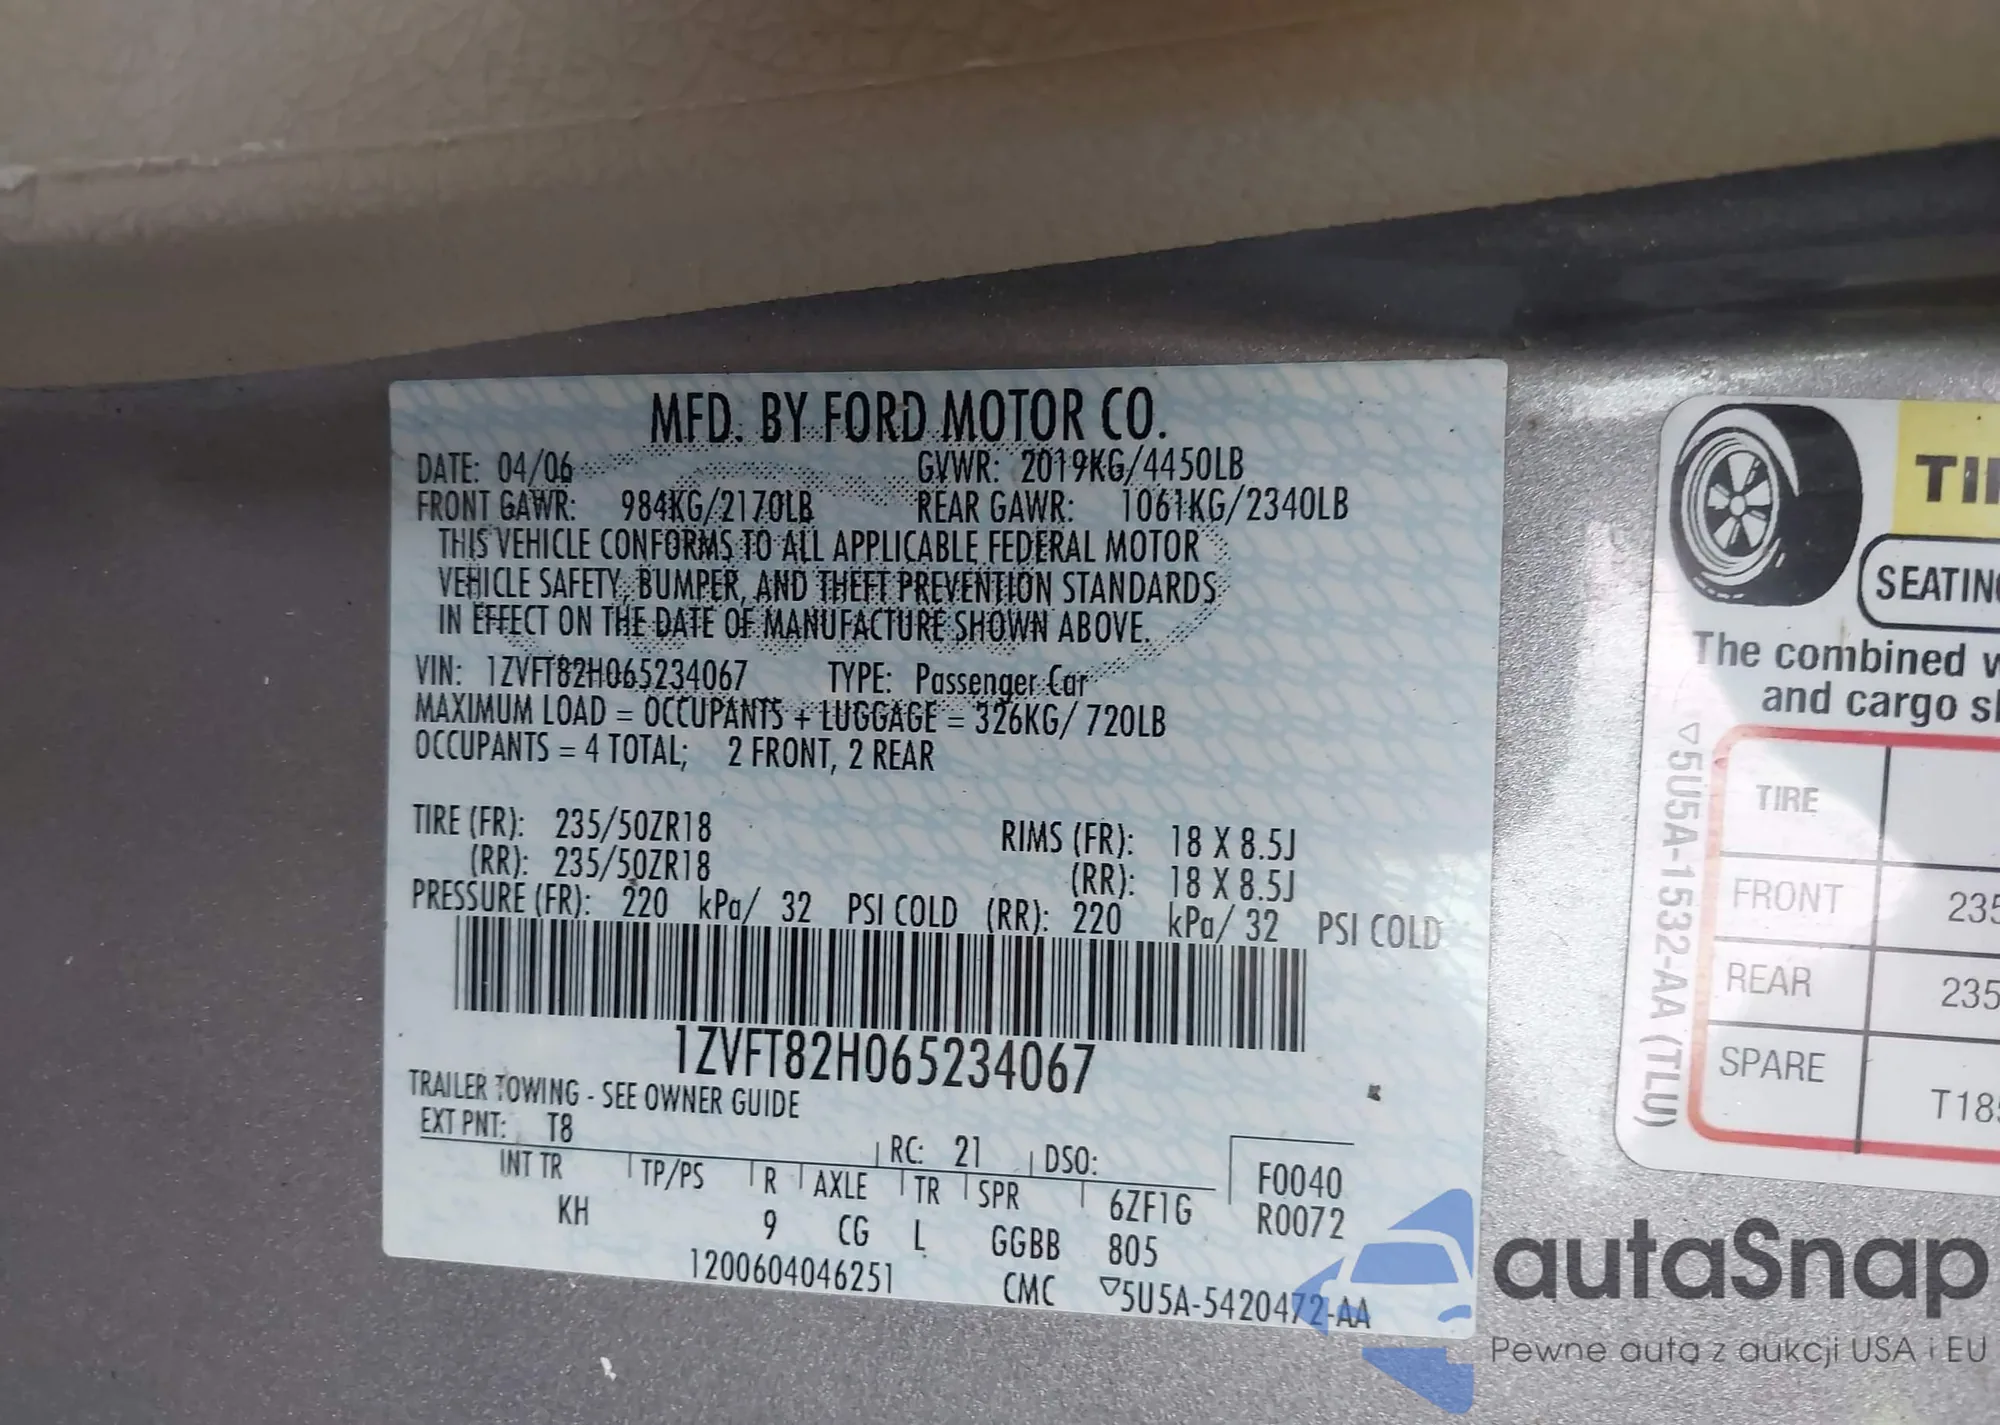 MFD. BY FORD MOTOR CO.
DATE: 04/06 GVWR: 2019KG/4450LB
FRONT GAWR: 984KG/2170LB REAR GAWR: 1061KG/2340LB
THIS VEHICLE CONFORMS TO ALL APPLICABLE FEDERAL MOTOR
VEHICLE SAFETY, BUMPER, AND THEFT PREVENTION STANDARDS
IN EFFECT ON THE DATE OF MANUFACTURE SHOWN ABOVE.
VIN: 1ZVFT82H065234067 TYPE: Passenger Car
MAXIMUM LOAD = OCCUPANTS + LUGGAGE = 326KG/720LB
OCCUPANTS = 4 TOTAL; 2 FRONT, 2 REAR
TIRE (FR): 235/50ZR18 RIMS (FR): 18 X 8.5J
(RR): 235/50ZR18 (RR): 18 X 8.5J
PRESSURE (FR): 220 kPa/ 32 PSI COLD (RR): 220 kPa/ 32 PSI COLD
1ZVFT82H065234067
TRAILER TOWING - SEE OWNER GUIDE
EXT PNT: T8 RC: 21 DSO:
INT TR TP/PS R AXLE TR SPR 6ZF1G F0040
KH 9 CG L GGBB 805 R0072
1200604046251 CMC ▽5U5A-5420472-AA
TI
SEATIN
The combined w
and cargo s
▽5U5A-1532-AA (TLU)
TIRE
FRONT 235
REAR 235
SPARE T185
autaSnap
Pewne auta z aukcji USA i EU